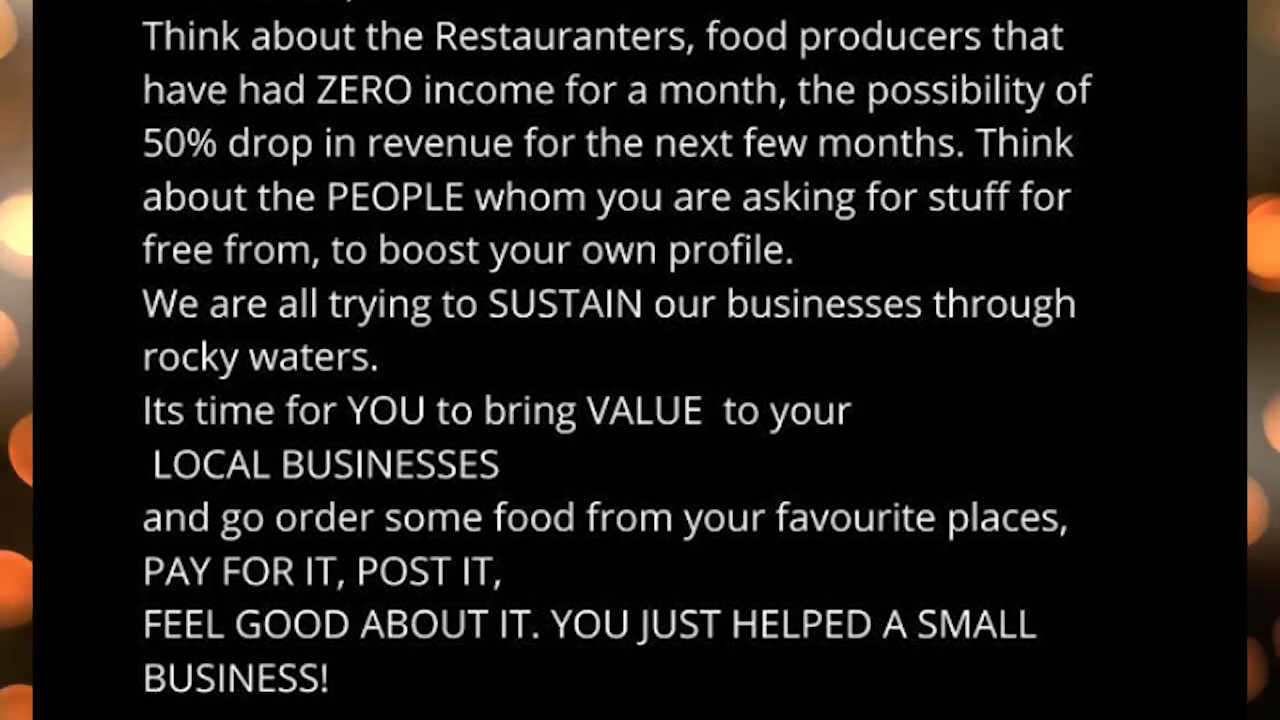 Think about the Restauranters, food producers that
have had ZERO income for a month, the possibility of
50% drop in revenue for the next few months. Think
about the PEOPLE whom you are asking for stuff for
free from, to boost your own profile.
We are all trying to SUSTAIN our businesses through
rocky waters.
Its time for YOU to bring VALUE  to your
LOCAL BUSINESSES
and go order some food from your favourite places,
PAY FOR IT, POST IT,
FEEL GOOD ABOUT IT. YOU JUST HELPED A SMALL
BUSINESS!